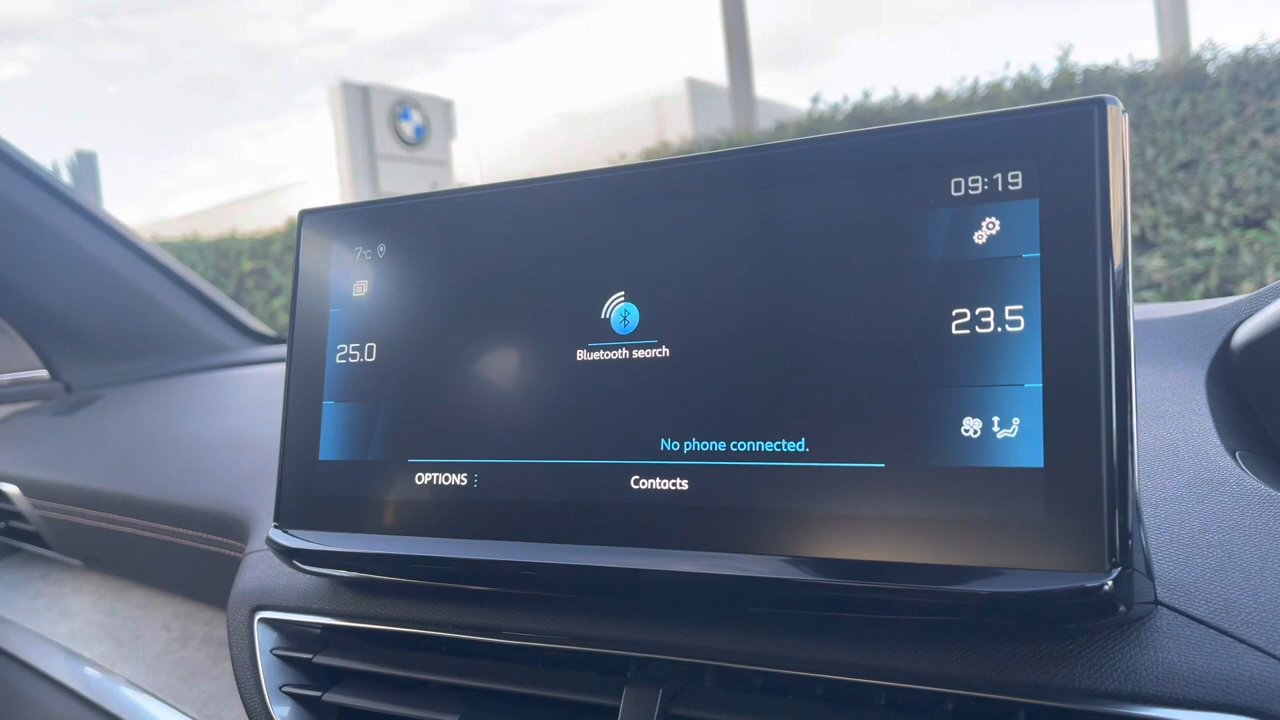 09:19
7°C
25.0
23.5
Bluetooth search
No phone connected.
OPTIONS
Contacts